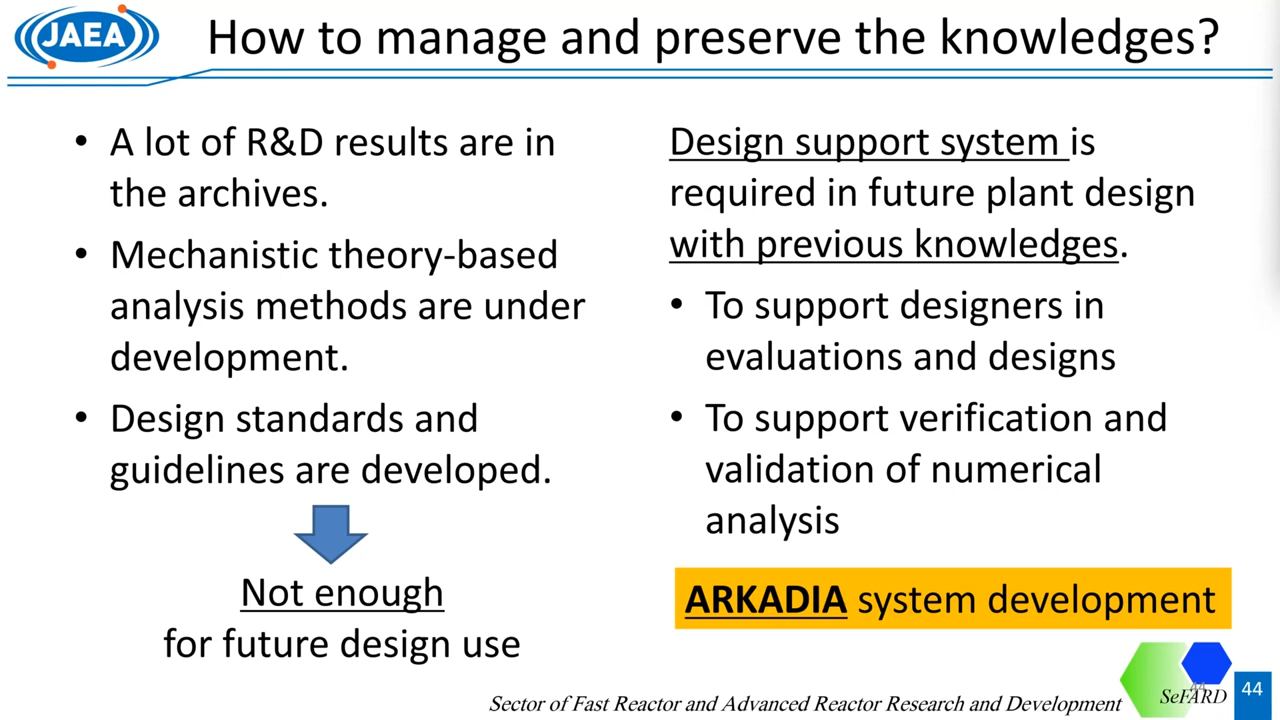 JAEA
How to manage and preserve the knowledges?
• A lot of R&D results are in
the archives.
• Mechanistic theory-based
analysis methods are under
development.
• Design standards and
guidelines are developed.
Not enough
for future design use
Design support system is
required in future plant design
with previous knowledges.
• To support designers in
evaluations and designs
• To support verification and
validation of numerical
analysis
ARKADIA system development
Sector of Fast Reactor and Advanced Reactor Research and Development
SeFARD
44
44